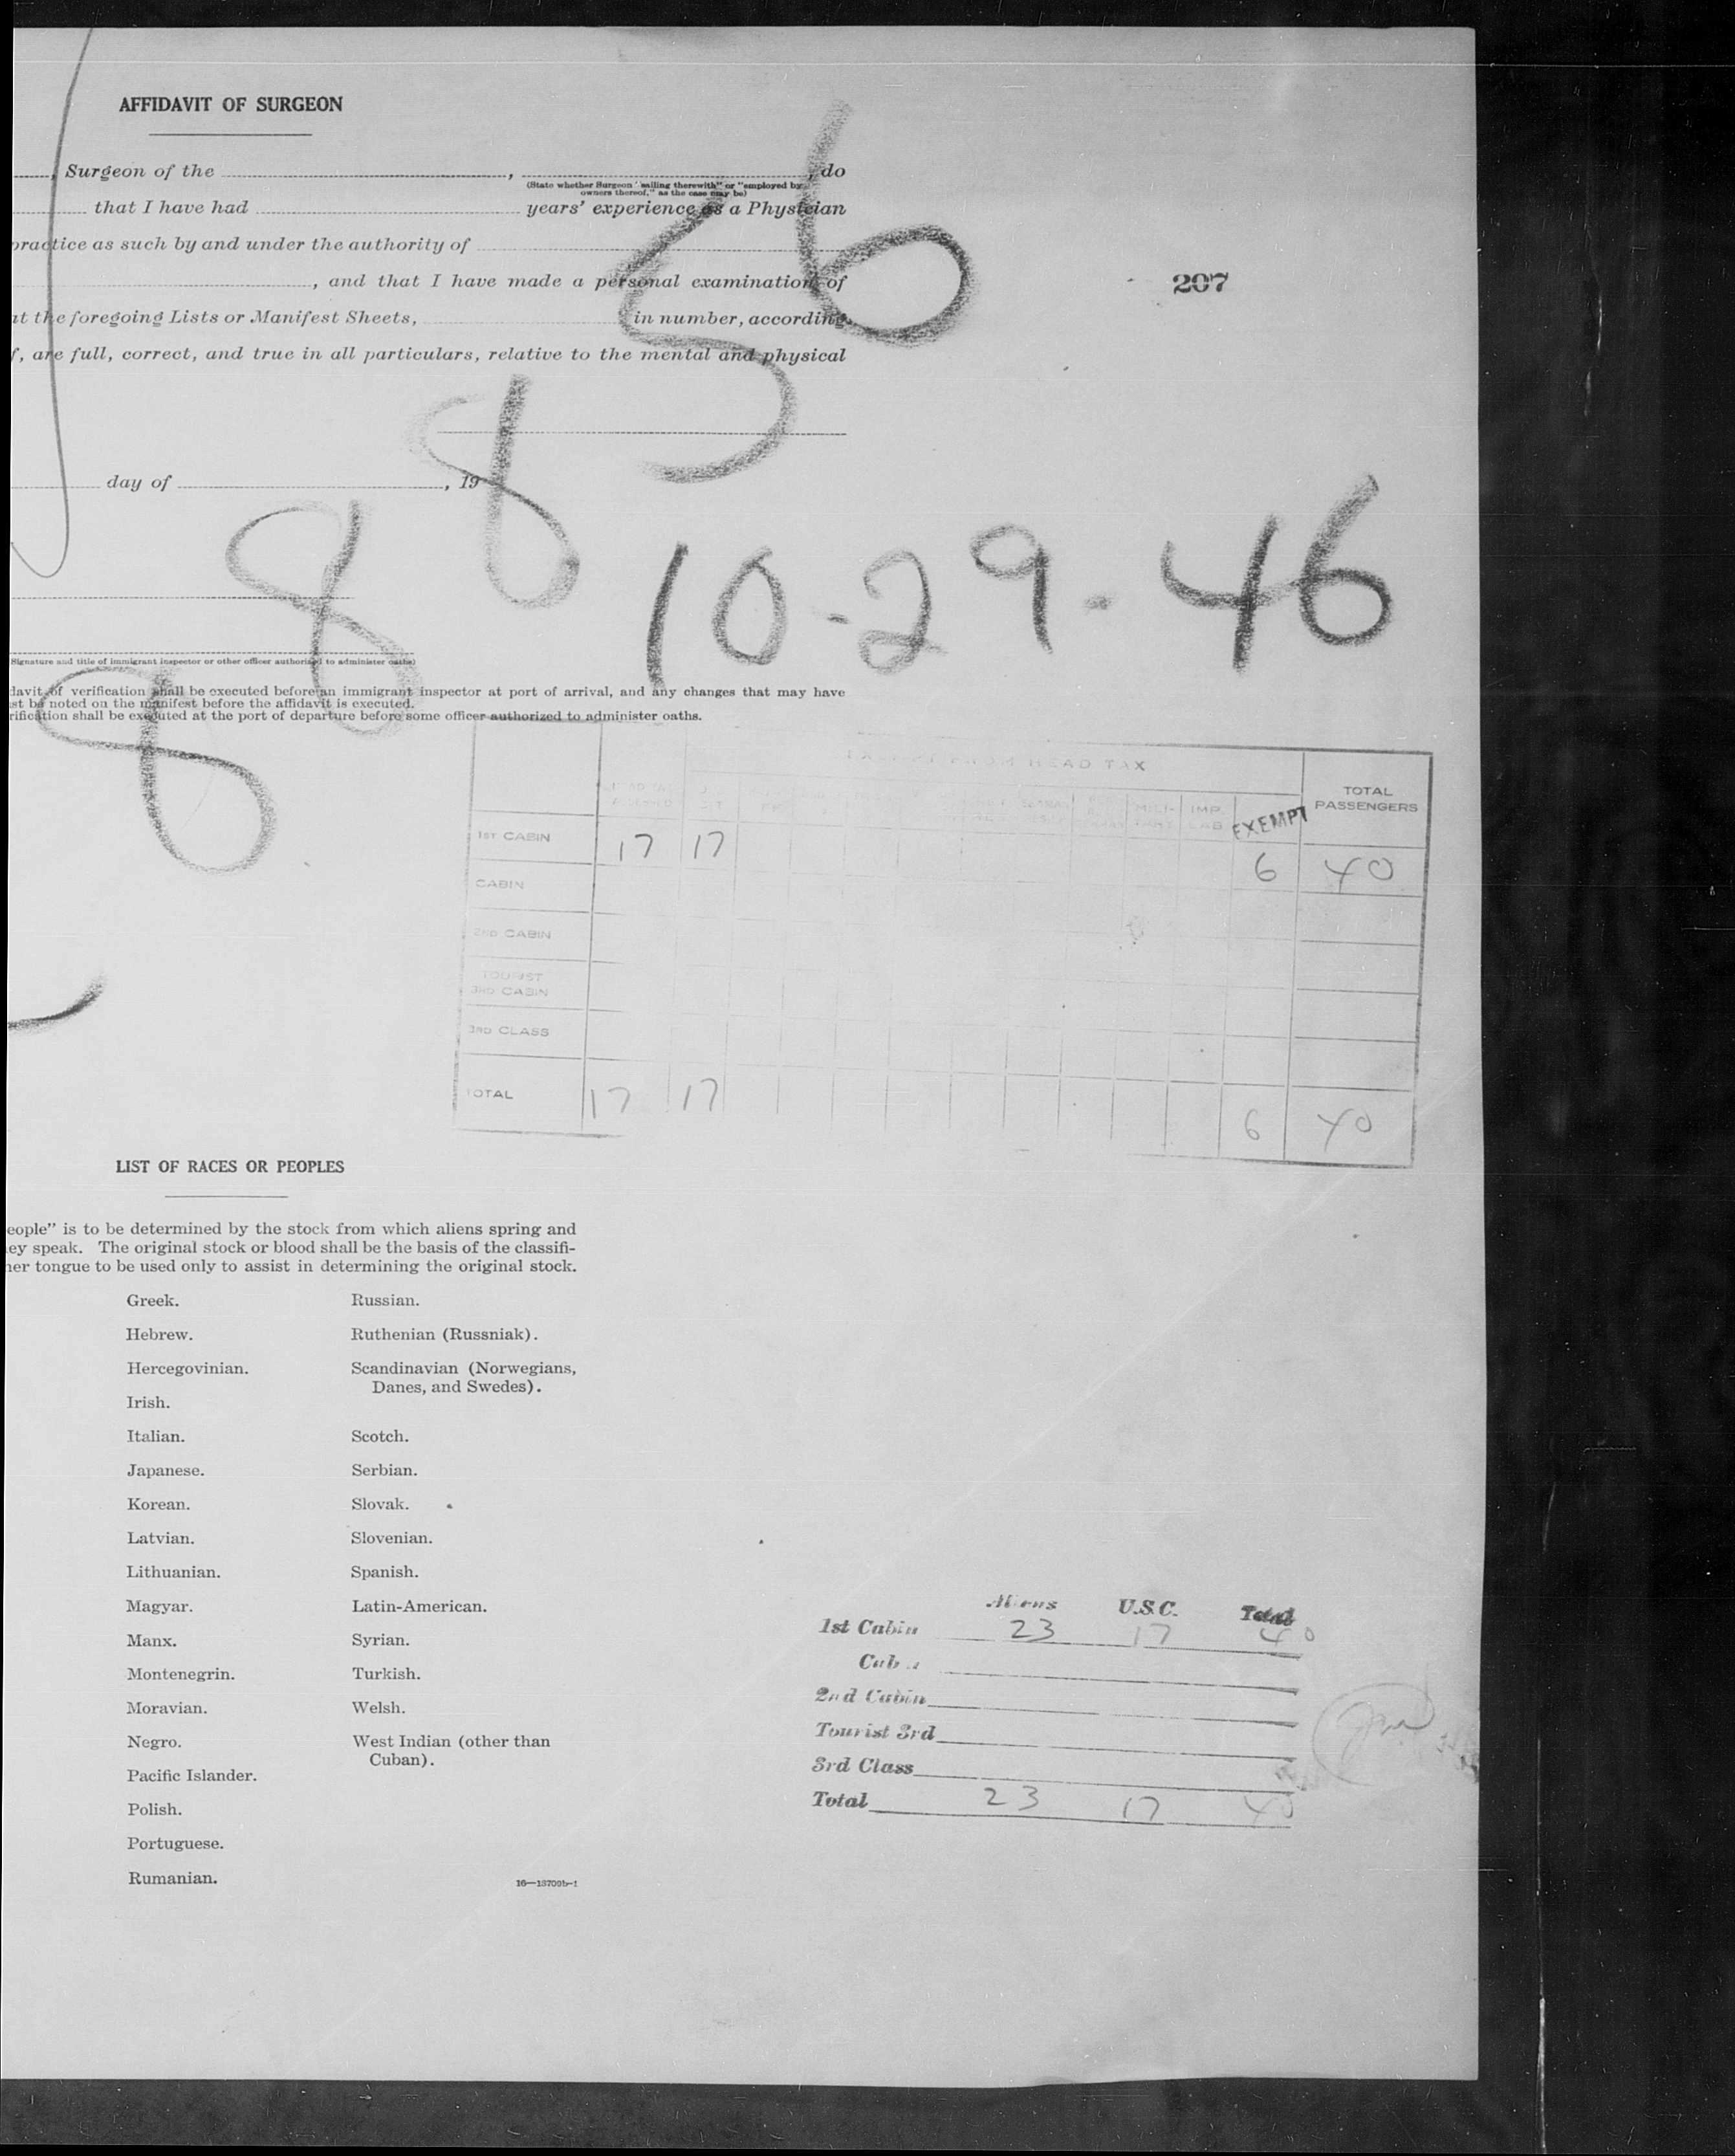 AFFIDAVIT OF SURGEON
, Surgeon of the , , do
(State whether Surgeon "sailing therewith" or "employed by
owners thereof," as the case may be)
that I have had years' experience as a Physician
practice as such by and under the authority of
, and that I have made a personal examination of
207
at the foregoing Lists or Manifest Sheets, in number, according
f, are full, correct, and true in all particulars, relative to the mental and physical
56
day of , 19
8 8 8
10-29-46
Signature and title of immigrant inspector or other officer authorized to administer oaths)
davit of verification shall be executed before an immigrant inspector at port of arrival, and any changes that may have
st be noted on the manifest before the affidavit is executed.
rification shall be executed at the port of departure before some officer authorized to administer oaths.
HEAD TAX
TOTAL PASSENGERS
MILI- IMP. EXEMPT
1ST CABIN 17 17 6 40
CABIN
2ND CABIN
TOURIST
3RD CABIN
3RD CLASS
TOTAL 17 17 6 40
LIST OF RACES OR PEOPLES
eople" is to be determined by the stock from which aliens spring and
ey speak. The original stock or blood shall be the basis of the classifi-
her tongue to be used only to assist in determining the original stock.
Greek. Russian.
Hebrew. Ruthenian (Russniak).
Hercegovinian. Scandinavian (Norwegians,
Danes, and Swedes).
Irish.
Italian. Scotch.
Japanese. Serbian.
Korean. Slovak.
Latvian. Slovenian.
Lithuanian. Spanish.
Magyar. Latin-American.
Manx. Syrian.
Montenegrin. Turkish.
Moravian. Welsh.
Negro. West Indian (other than
Cuban).
Pacific Islander.
Polish.
Portuguese.
Rumanian.
Aliens U.S.C. Total
1st Cabin 23 17 40
Cabin
2nd Cabin
Tourist 3rd
3rd Class
Total 23 17 40
16—13709b-1